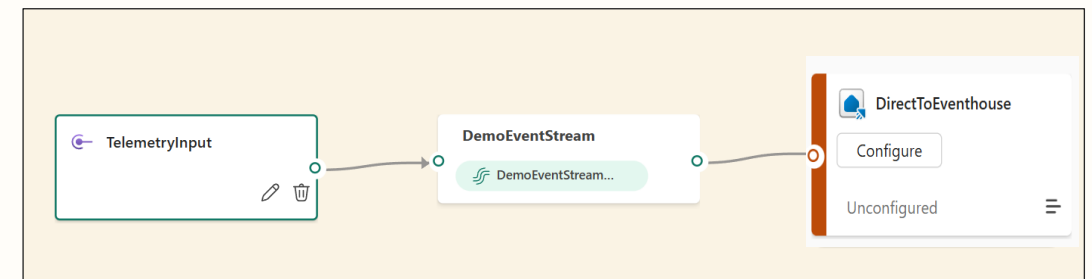 TelemetryInput
DemoEventStream
DemoEventStream...
DirectToEventhouse
Configure
Unconfigured